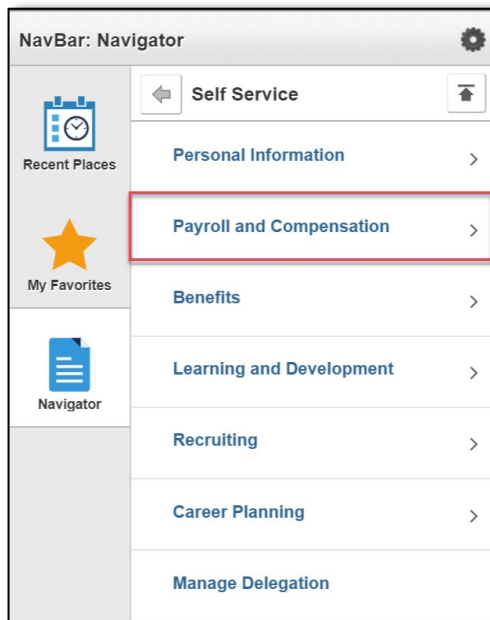 NavBar: Navigator
Recent Places
My Favorites
Navigator
Self Service
Personal Information
Payroll and Compensation
Benefits
Learning and Development
Recruiting
Career Planning
Manage Delegation